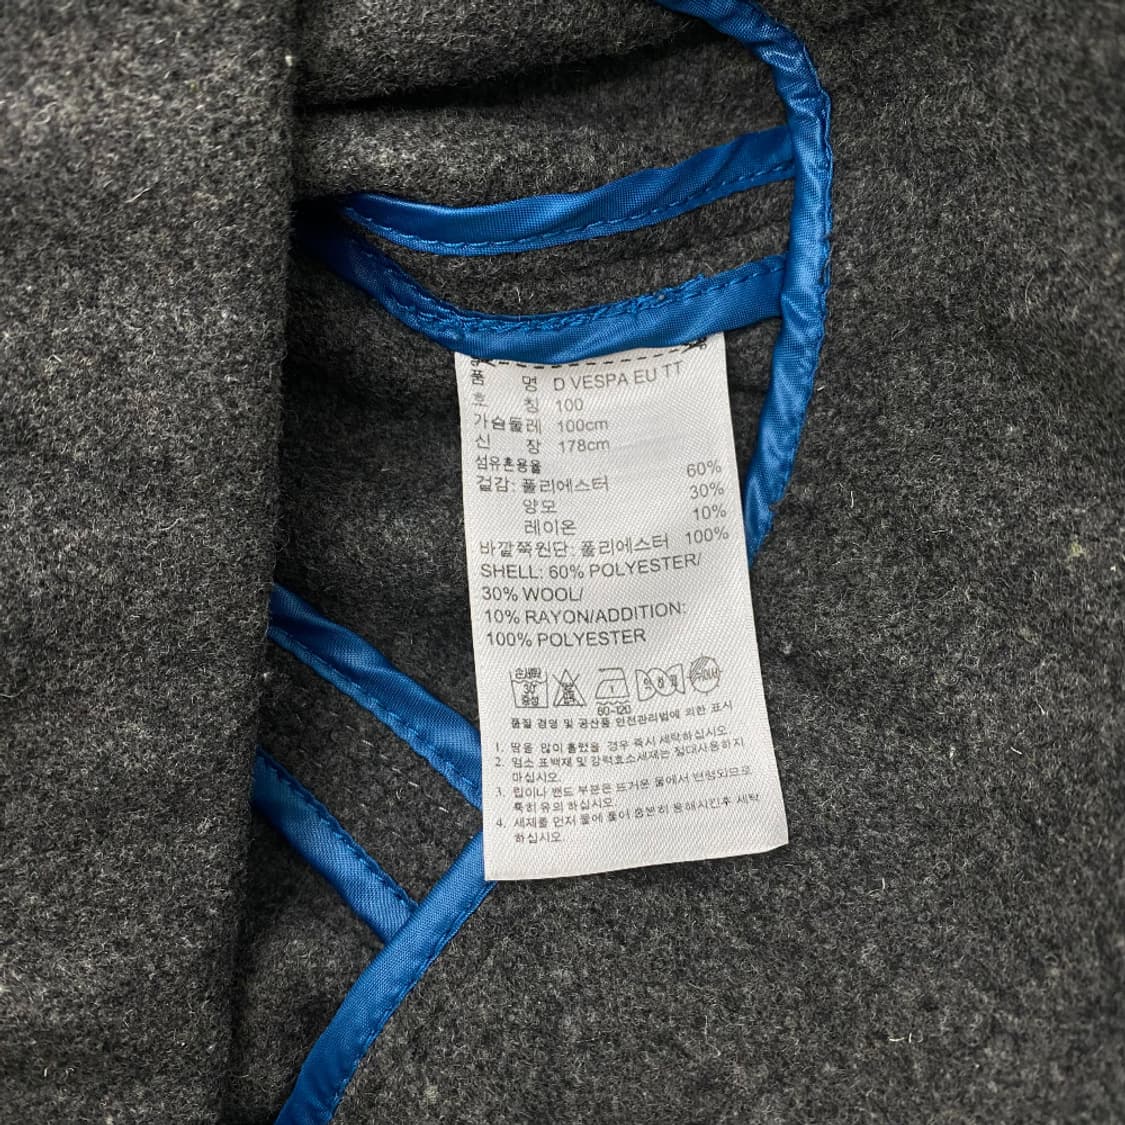 품 명 D VESPA EU TT
호 칭 100
가슴둘레 100cm
신 장 178cm
섬유혼용율
겉감: 폴리에스터 60%
양모 30%
레이온 10%
바깥쪽원단: 폴리에스터 100%
SHELL: 60% POLYESTER/
30% WOOL/
10% RAYON/ADDITION:
100% POLYESTER
손세탁
30°
중성
60~120
품질 경영 및 공산품 안전관리법에 의한 표시
1. 땀을 많이 흘렸을 경우 즉시 세탁하십시오
2. 염소 표백제 및 강력효소세제는 절대사용하지
마십시오.
3. 립이나 밴드 부분은 뜨거운 물에서 변형되므로
특히 유의 하십시오.
4. 세제를 먼저 물에 풀어 충분히 용해시킨후 세탁
하십시오.